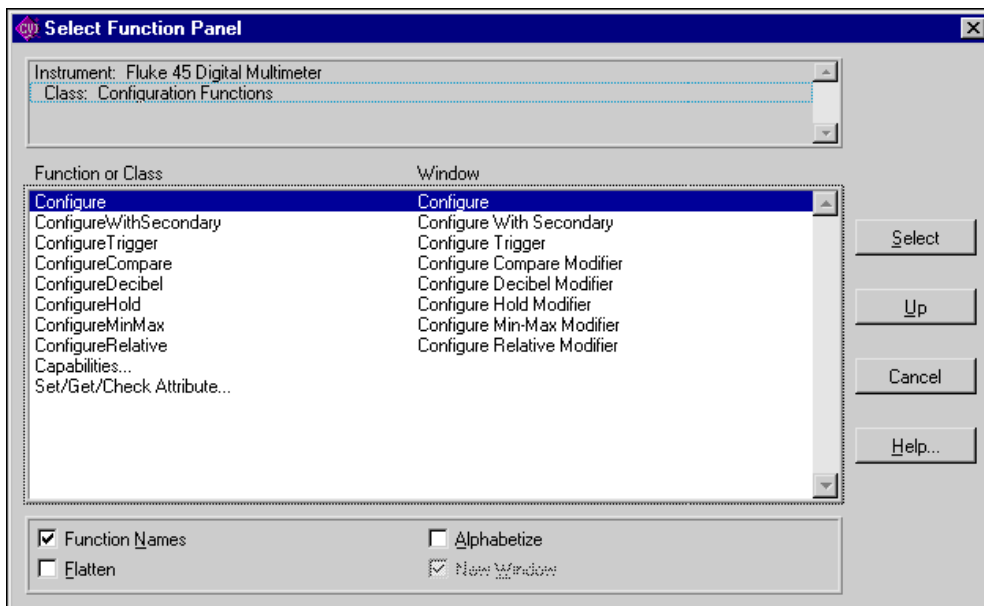 cvi Select Function Panel
Instrument: Fluke 45 Digital Multimeter
Class: Configuration Functions
Function or Class Window
Configure Configure
ConfigureWithSecondary Configure With Secondary
ConfigureTrigger Configure Trigger
ConfigureCompare Configure Compare Modifier
ConfigureDecibel Configure Decibel Modifier
ConfigureHold Configure Hold Modifier
ConfigureMinMax Configure Min-Max Modifier
ConfigureRelative Configure Relative Modifier
Capabilities...
Set/Get/Check Attribute...
Select
Up
Cancel
Help...
Function Names Alphabetize
Flatten New Window